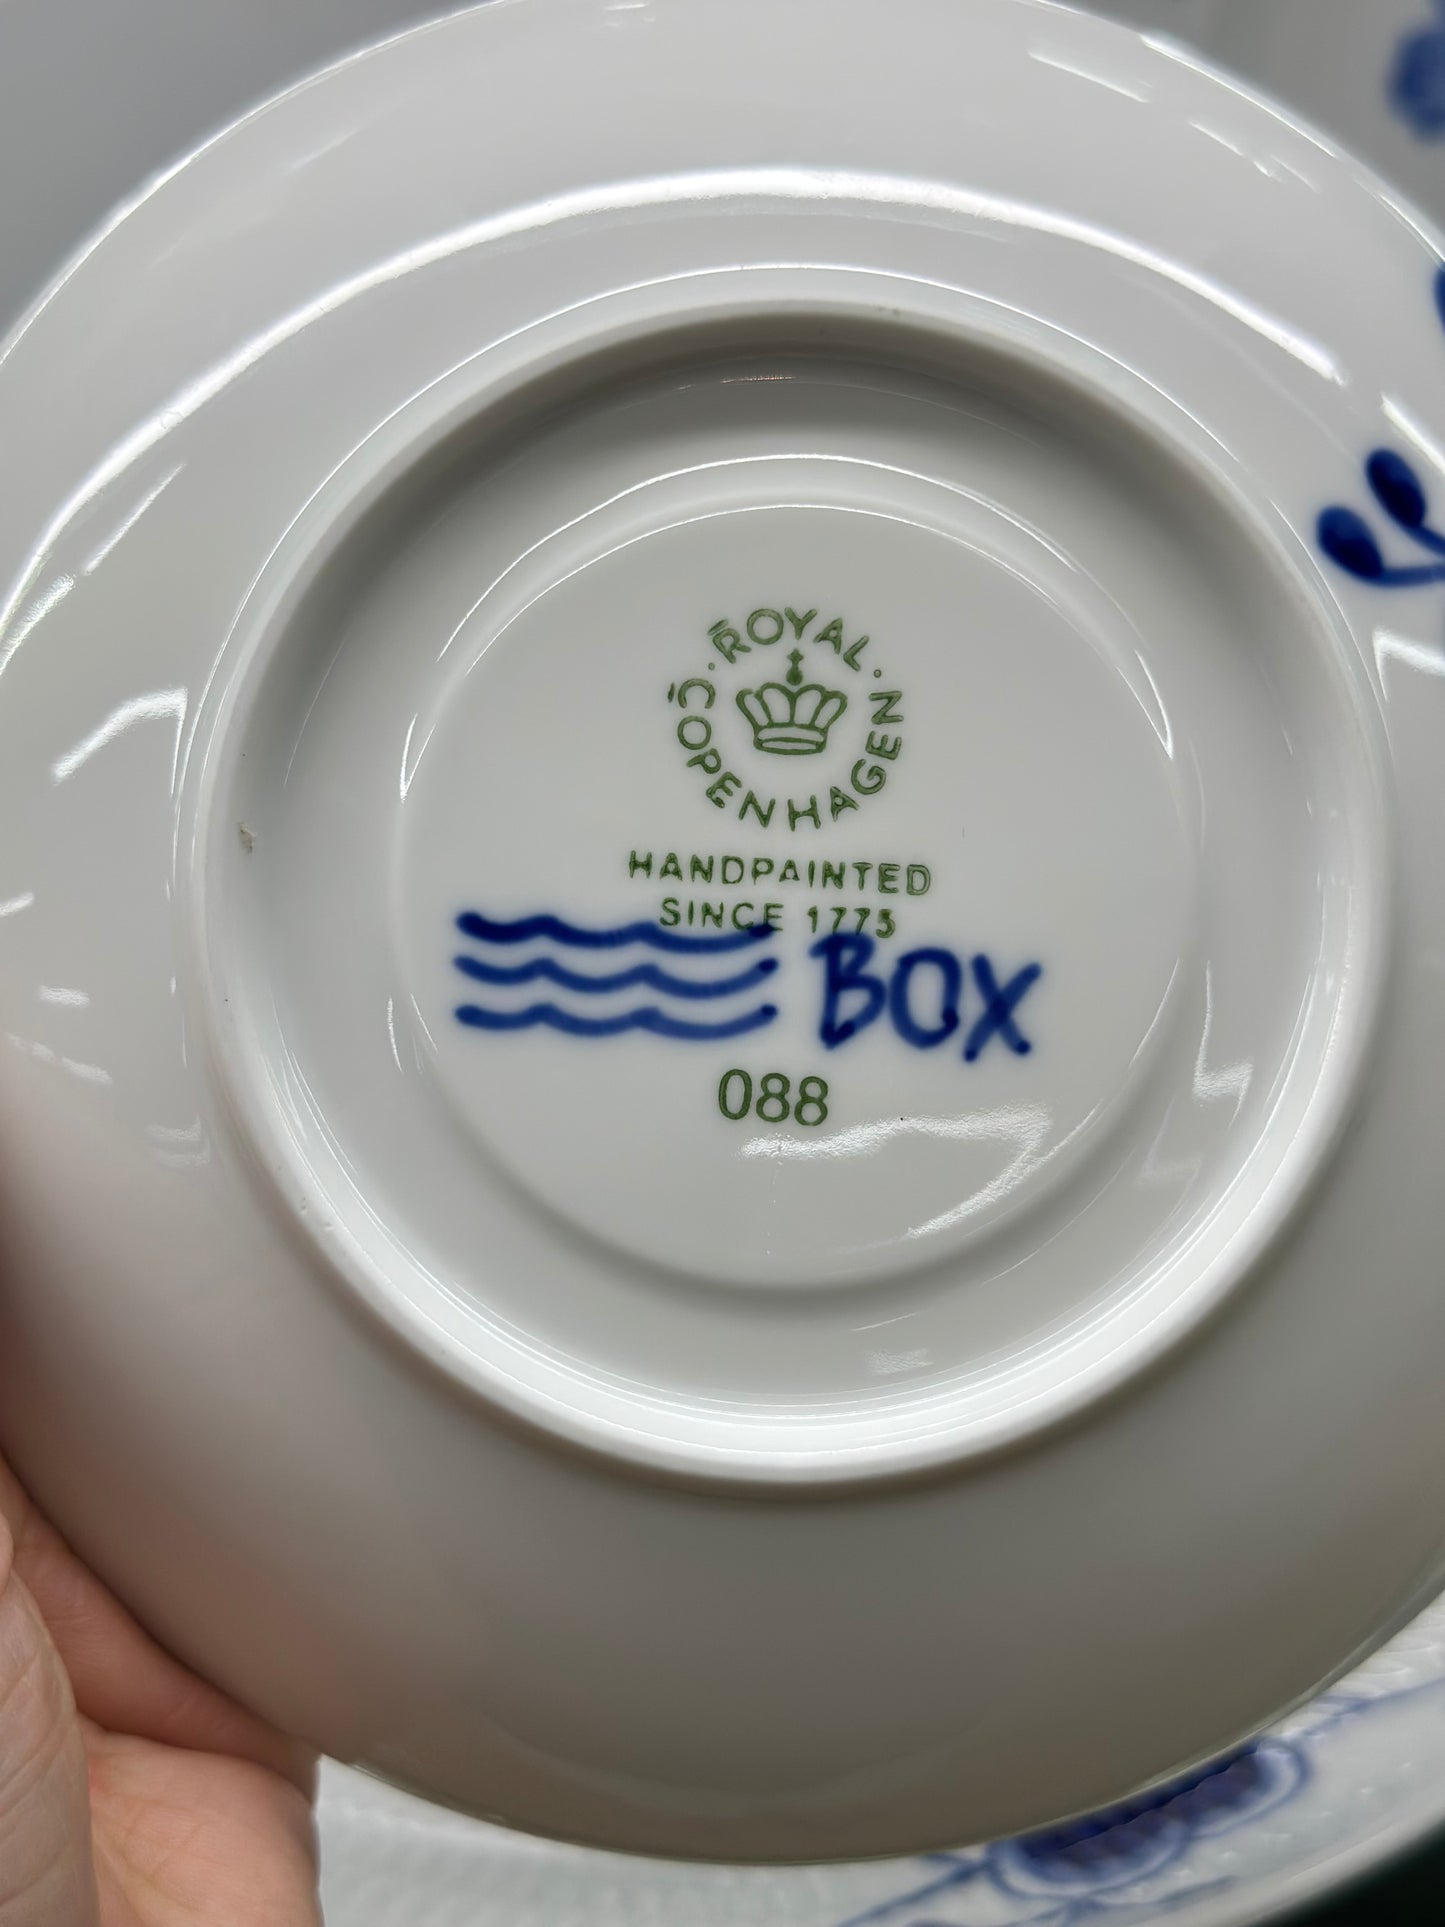 ROYAL
COPENHAGEN
HANDPAINTED
SINCE 1775
BOX
088